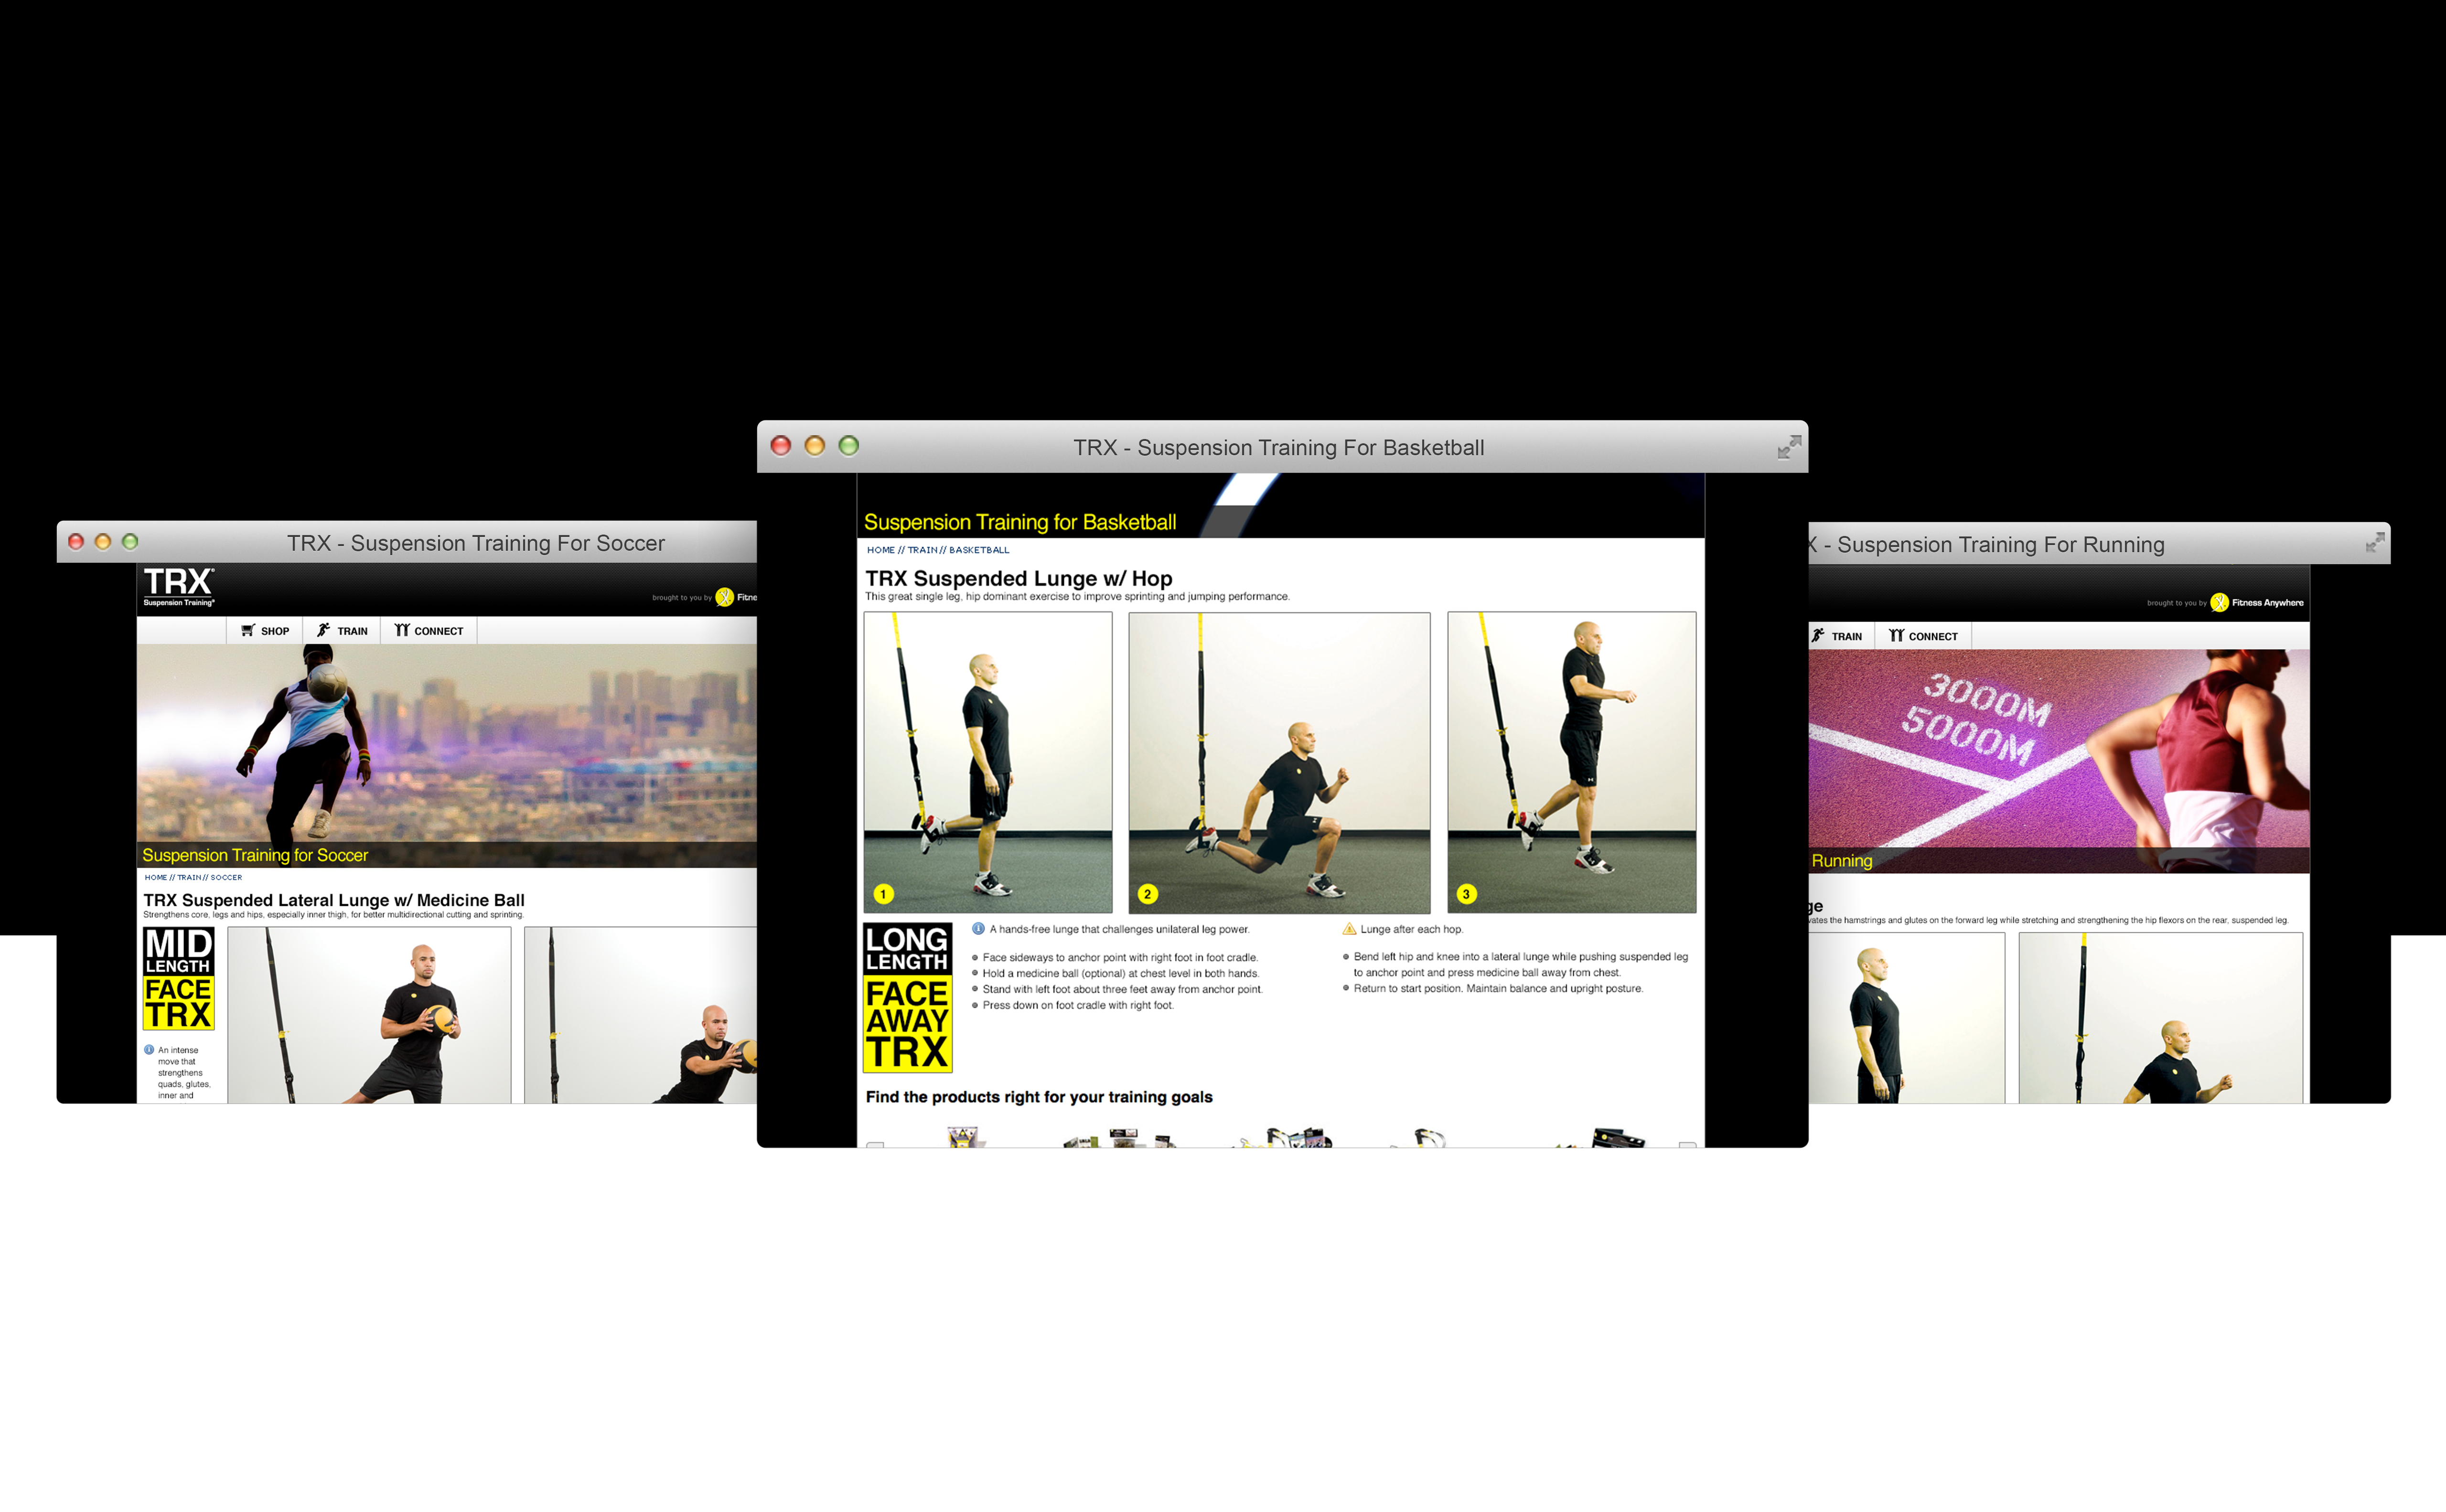 TRX - Suspension Training For Soccer
TRX
Suspension Training
brought to you by
SHOP
TRAIN
CONNECT
Suspension Training for Soccer
HOME // TRAIN // SOCCER
TRX Suspended Lateral Lunge w/ Medicine Ball
Strengthens core, legs and hips, especially inner thigh, for better multidirectional cutting and sprinting.
MID
LENGTH
FACE
TRX
An intense
move that
strengthens
quads, glutes,
inner and
TRX - Suspension Training For Basketball
Suspension Training for Basketball
HOME // TRAIN // BASKETBALL
TRX Suspended Lunge w/ Hop
This great single leg, hip dominant exercise to improve sprinting and jumping performance.
1
2
3
LONG
LENGTH
FACE
AWAY
TRX
A hands-free lunge that challenges unilateral leg power.
Face sideways to anchor point with right foot in foot cradle.
Hold a medicine ball (optional) at chest level in both hands.
Stand with left foot about three feet away from anchor point.
Press down on foot cradle with right foot.
Lunge after each hop.
Bend left hip and knee into a lateral lunge while pushing suspended leg
to anchor point and press medicine ball away from chest.
Return to start position. Maintain balance and upright posture.
Find the products right for your training goals
- Suspension Training For Running
brought to you by Fitness Anywhere
TRAIN
CONNECT
3000M
5000M
Running
the hamstrings and glutes on the forward leg while stretching and strengthening the hip flexors on the rear, suspended leg.